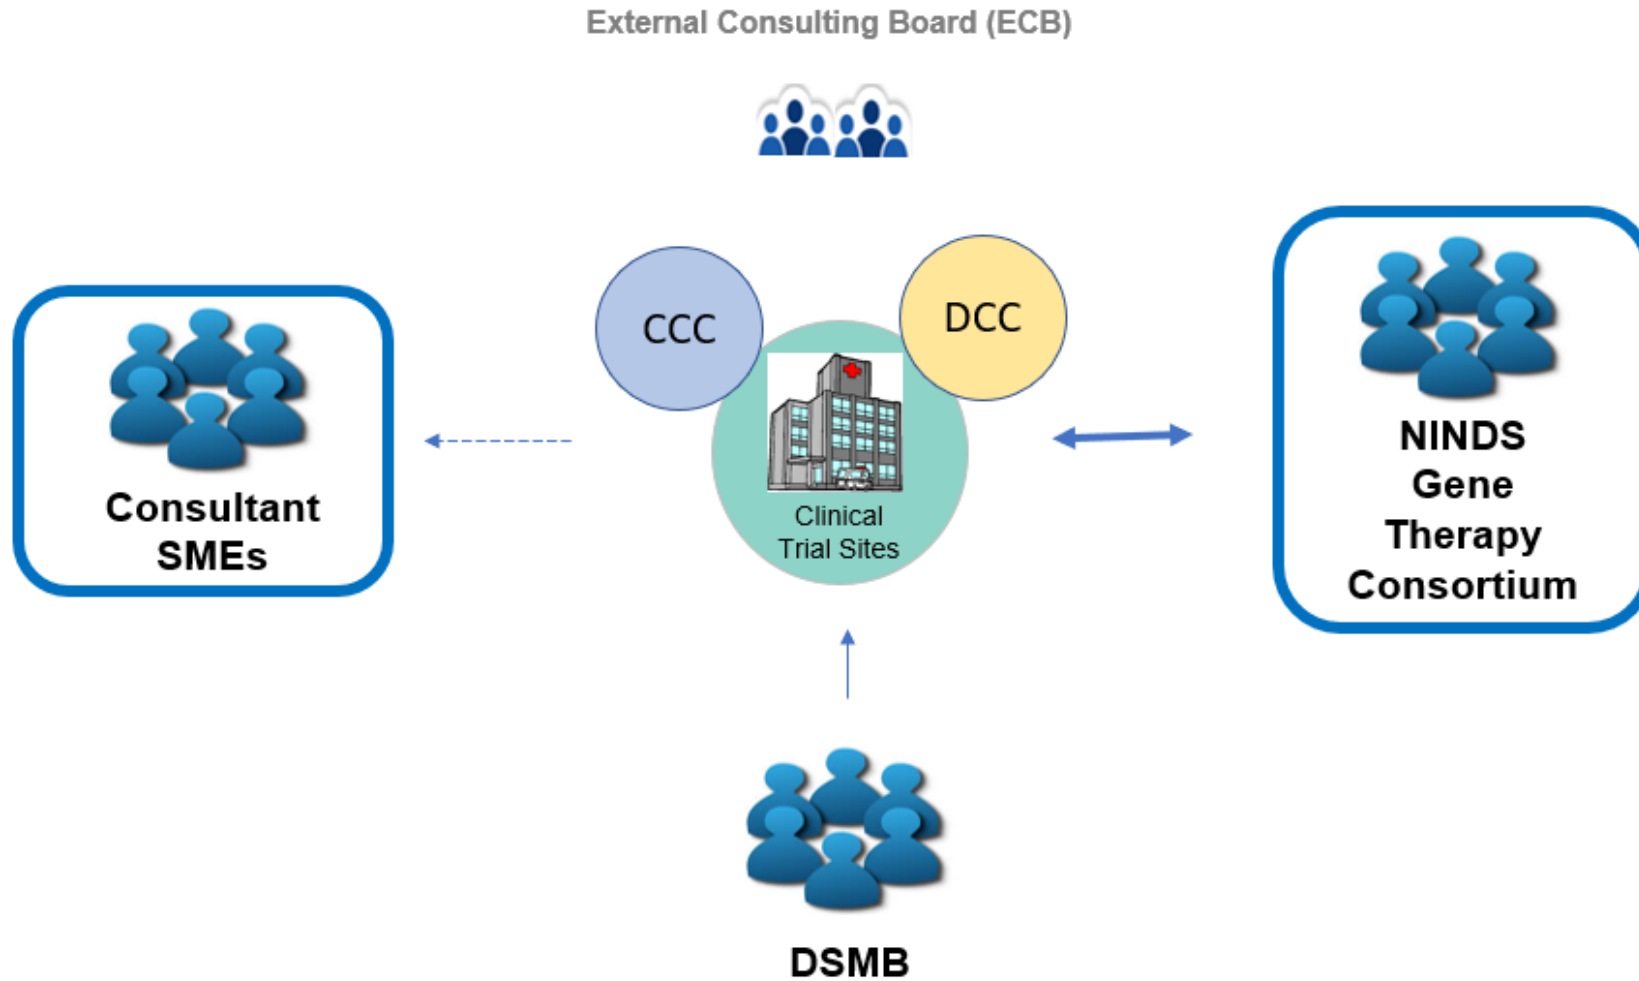 External Consulting Board (ECB)
CCC
DCC
Clinical
Trial Sites
Consultant
SMEs
NINDS
Gene
Therapy
Consortium
DSMB